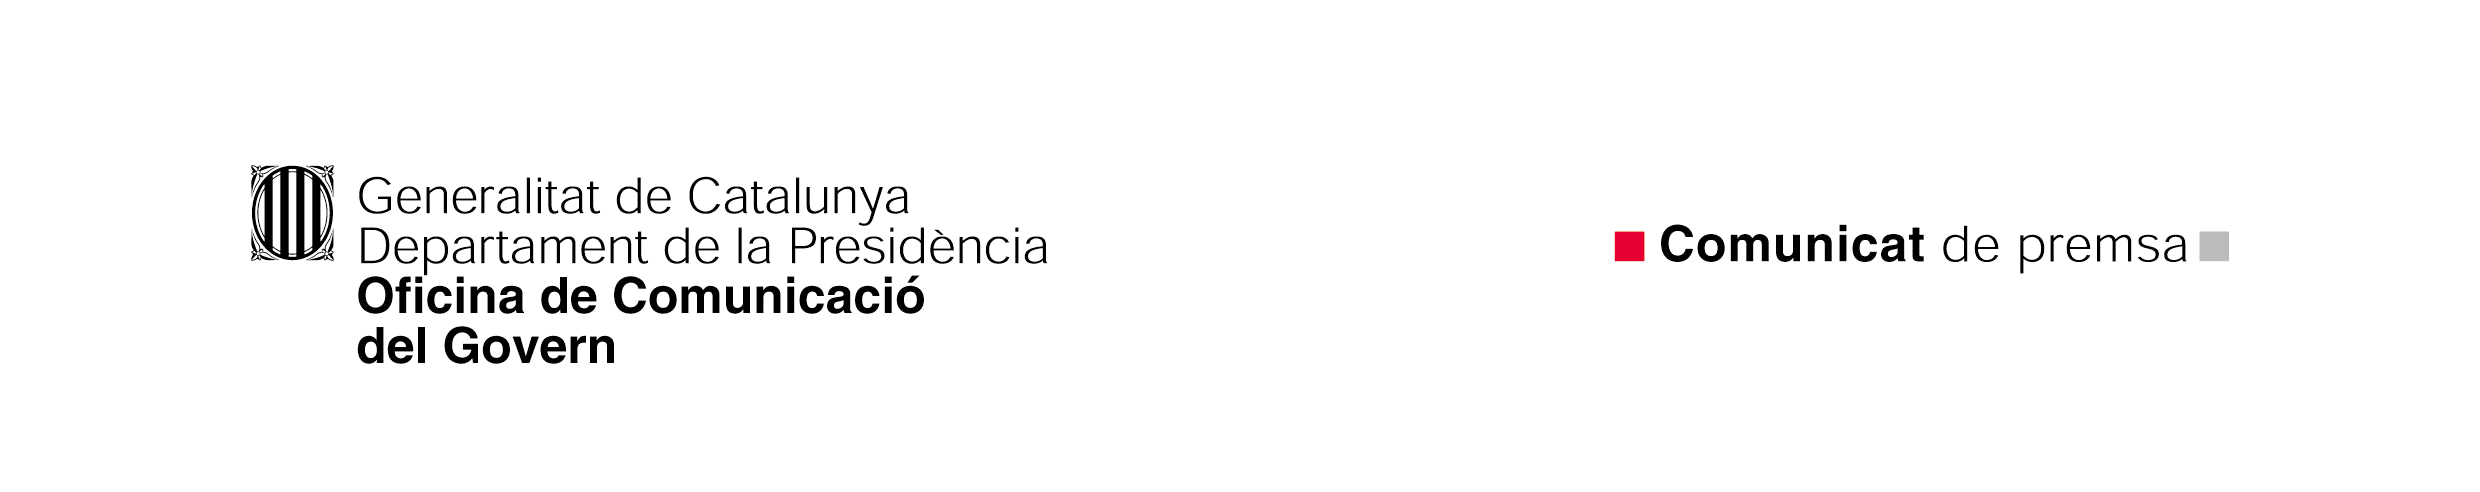 Generalitat de Catalunya
Departament de la Presidència
Oficina de Comunicació
del Govern
Comunicat de premsa